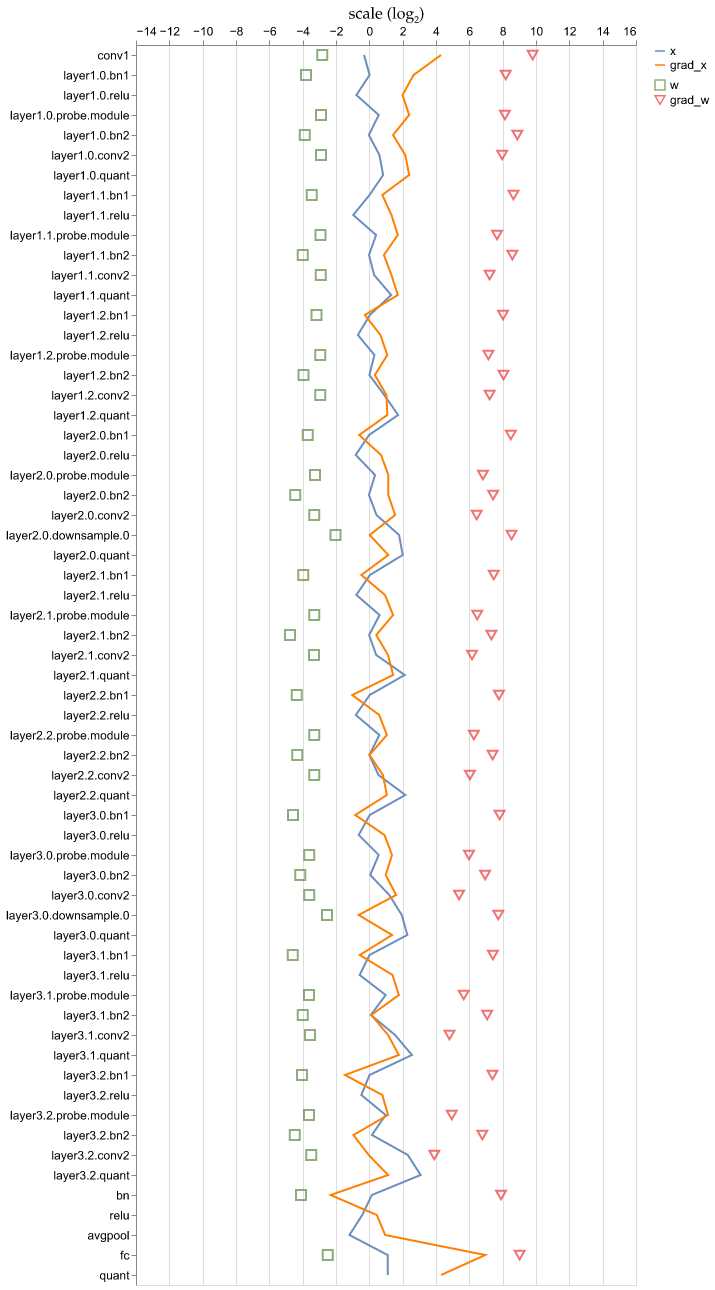 scale (log₂)
−14 −12 −10 −8 −6 −4 −2 0 2 4 6 8 10 12 14 16
x
grad_x
w
grad_w
conv1
layer1.0.bn1
layer1.0.relu
layer1.0.probe.module
layer1.0.bn2
layer1.0.conv2
layer1.0.quant
layer1.1.bn1
layer1.1.relu
layer1.1.probe.module
layer1.1.bn2
layer1.1.conv2
layer1.1.quant
layer1.2.bn1
layer1.2.relu
layer1.2.probe.module
layer1.2.bn2
layer1.2.conv2
layer1.2.quant
layer2.0.bn1
layer2.0.relu
layer2.0.probe.module
layer2.0.bn2
layer2.0.conv2
layer2.0.downsample.0
layer2.0.quant
layer2.1.bn1
layer2.1.relu
layer2.1.probe.module
layer2.1.bn2
layer2.1.conv2
layer2.1.quant
layer2.2.bn1
layer2.2.relu
layer2.2.probe.module
layer2.2.bn2
layer2.2.conv2
layer2.2.quant
layer3.0.bn1
layer3.0.relu
layer3.0.probe.module
layer3.0.bn2
layer3.0.conv2
layer3.0.downsample.0
layer3.0.quant
layer3.1.bn1
layer3.1.relu
layer3.1.probe.module
layer3.1.bn2
layer3.1.conv2
layer3.1.quant
layer3.2.bn1
layer3.2.relu
layer3.2.probe.module
layer3.2.bn2
layer3.2.conv2
layer3.2.quant
bn
relu
avgpool
fc
quant